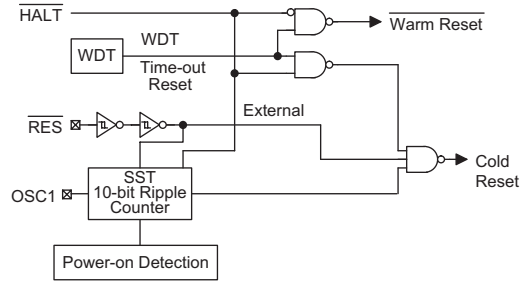 HALT
Warm Reset
WDT
WDT
Time-out
Reset
External
RES
Cold
Reset
SST
10-bit Ripple
Counter
OSC1
Power-on Detection